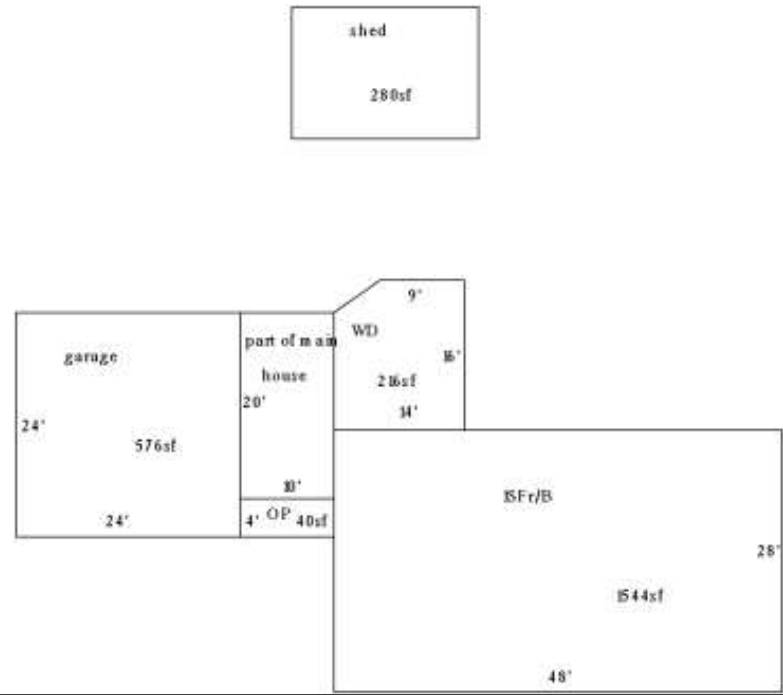 shed
280sf
9'
WD
part of main
16'
garage
house
216sf
20'
14'
24'
576sf
10'
1SFr/B
24'
4' OP 40sf
28'
1544sf
48'